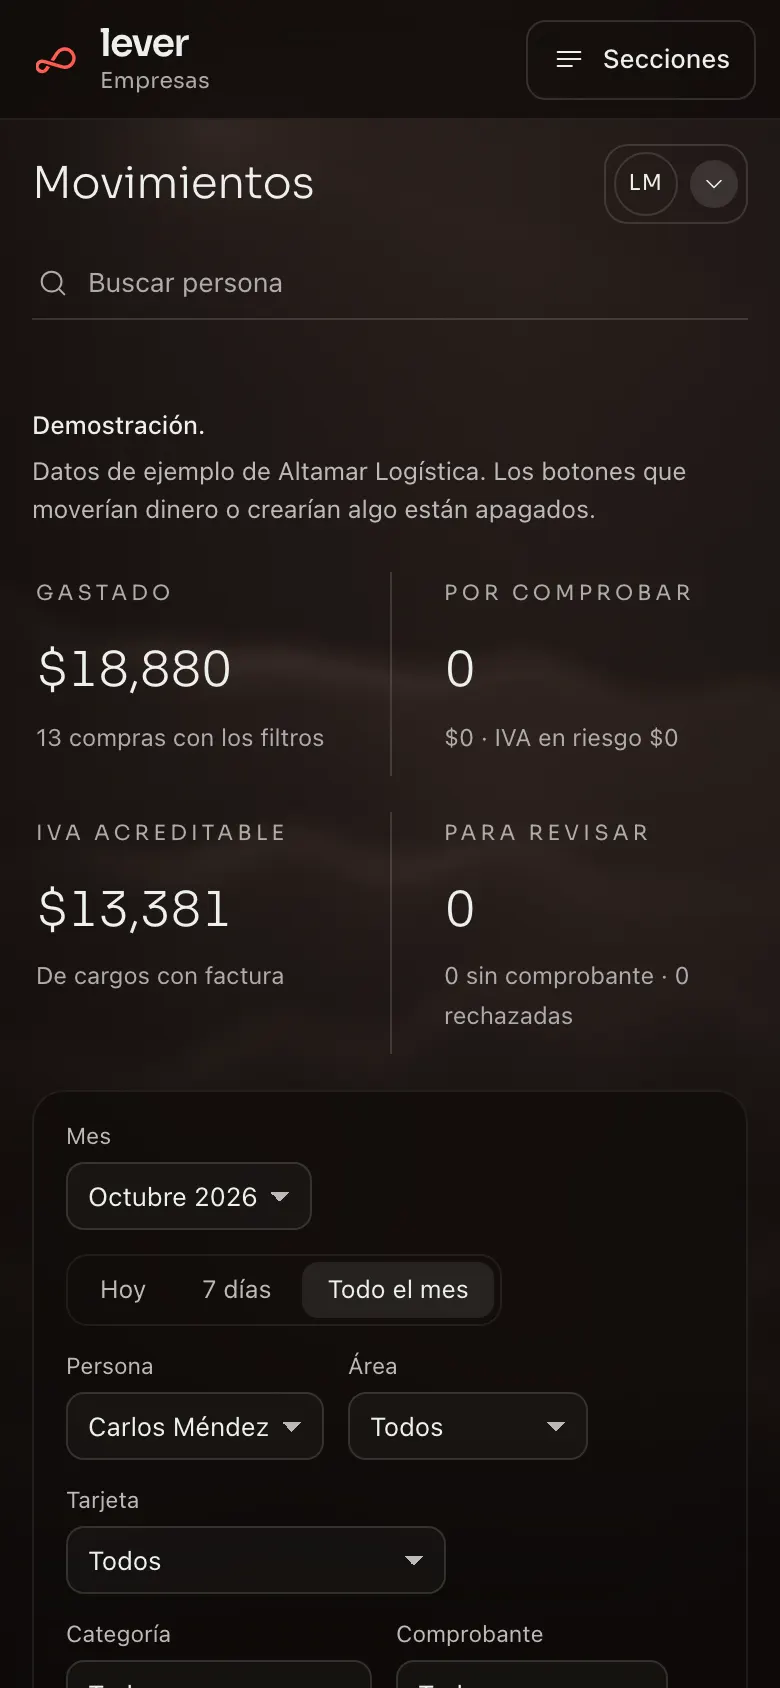 lever
Empresas
Secciones
Movimientos
LM
Buscar persona
Demostración.
Datos de ejemplo de Altamar Logística. Los botones que
moverían dinero o crearían algo están apagados.
GASTADO
$18,880
13 compras con los filtros
POR COMPROBAR
0
$0 · IVA en riesgo $0
IVA ACREDITABLE
$13,381
De cargos con factura
PARA REVISAR
0
0 sin comprobante · 0
rechazadas
Mes
Octubre 2026
Hoy
7 días
Todo el mes
Persona
Carlos Méndez
Área
Todos
Tarjeta
Todos
Categoría
Comprobante